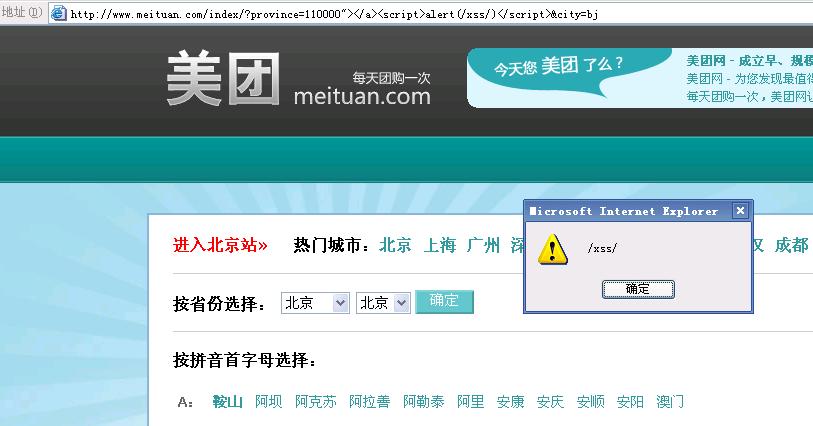 地址(D) http://www.meituan.com/index/?province=110000"></a><script>alert(/xss/)</script>&city=bj
美团
每天团购一次
meituan.com
今天您 美团 了么？
美团网 - 成立早、规模
美团网 - 为您发现最值得
每天团购一次，美团网让
Microsoft Internet Explorer
/xss/
确定
进入北京站» 热门城市：北京 上海 广州 成都
按省份选择： 北京 北京 确定
按拼音首字母选择：
A： 鞍山 阿坝 阿克苏 阿拉善 阿勒泰 阿里 安康 安庆 安顺 安阳 澳门